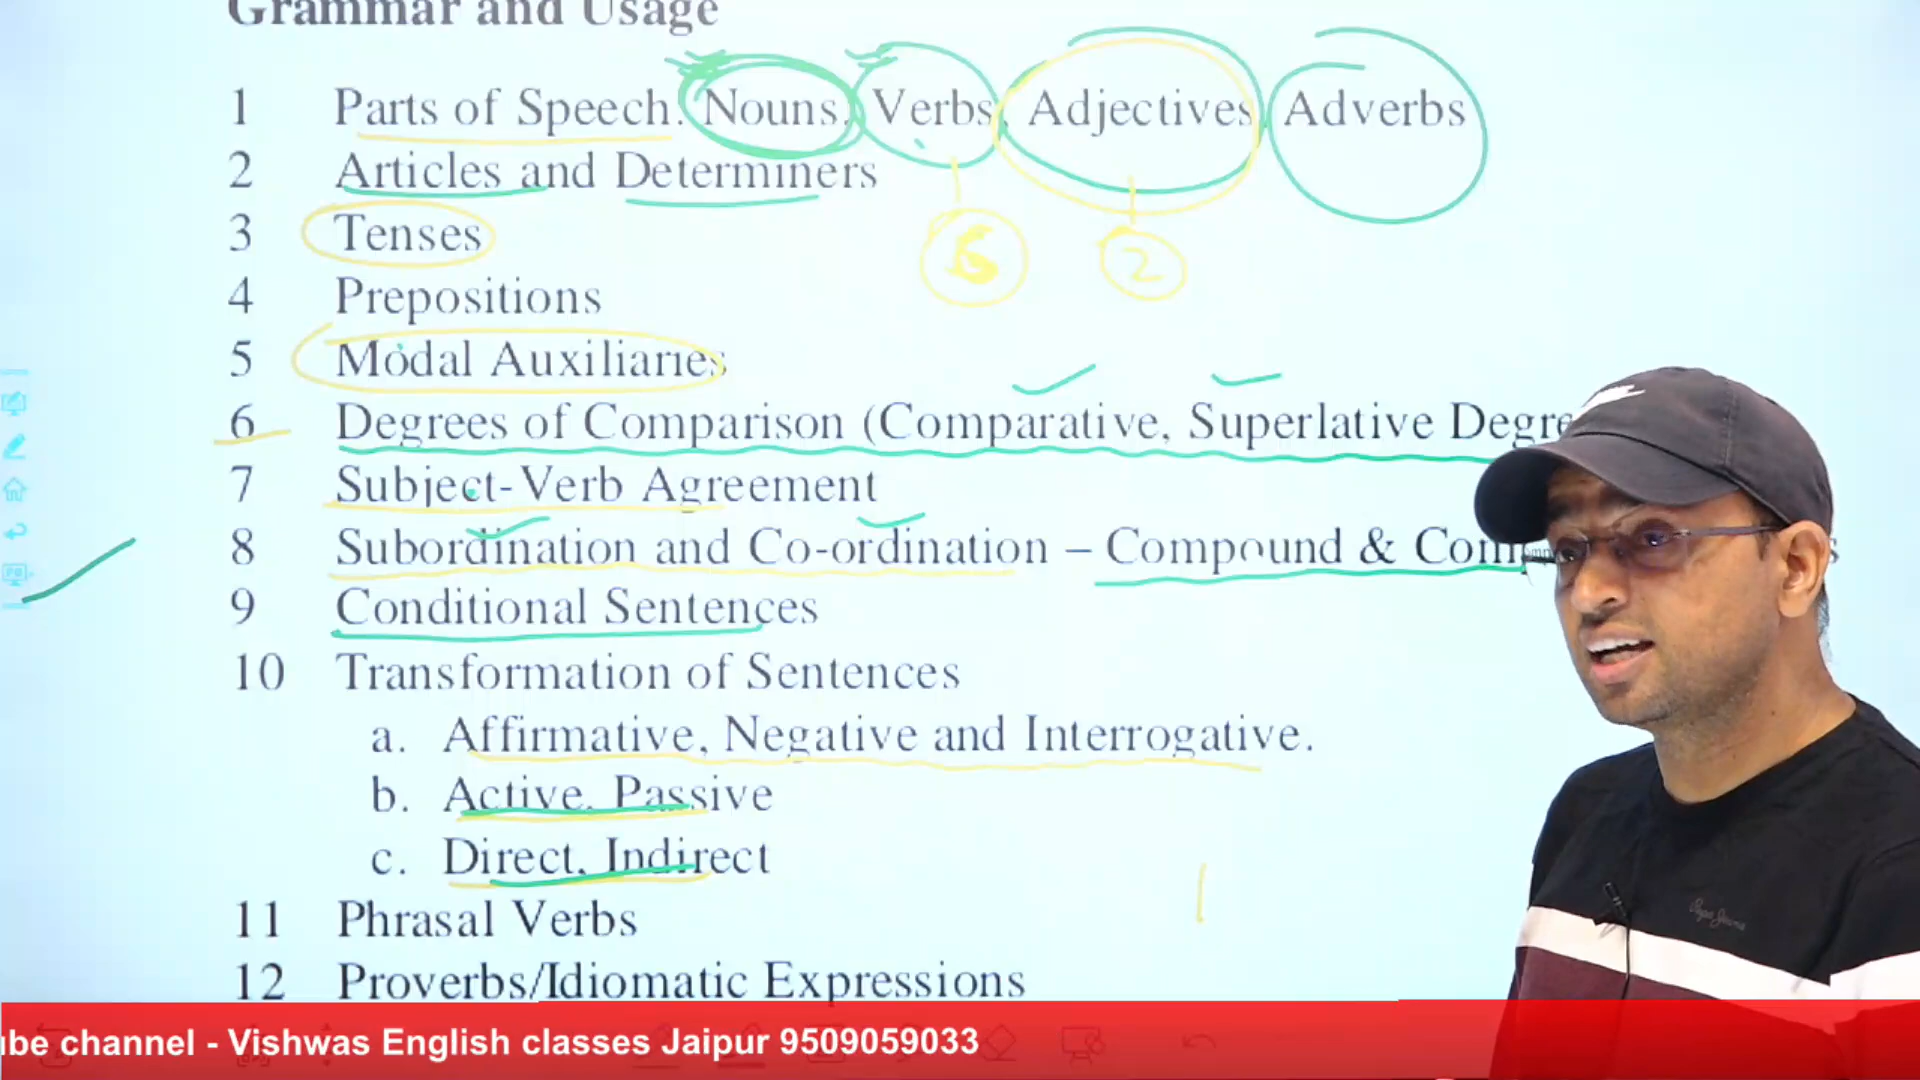 Grammar and Usage
1 Parts of Speech. Nouns, Verbs, Adjectives Adverbs
2 Articles and Determiners
3 Tenses
4 Prepositions
5 Modal Auxiliaries
6 Degrees of Comparison (Comparative, Superlative Degre
7 Subject-Verb Agreement
8 Subordination and Co-ordination – Compound &
9 Conditional Sentences
10 Transformation of Sentences
a. Affirmative, Negative and Interrogative.
b. Active, Passive
c. Direct, Indirect
11 Phrasal Verbs
12 Proverbs/Idiomatic Expressions
2
Pepe Jeans
ube channel - Vishwas English classes Jaipur 9509059033